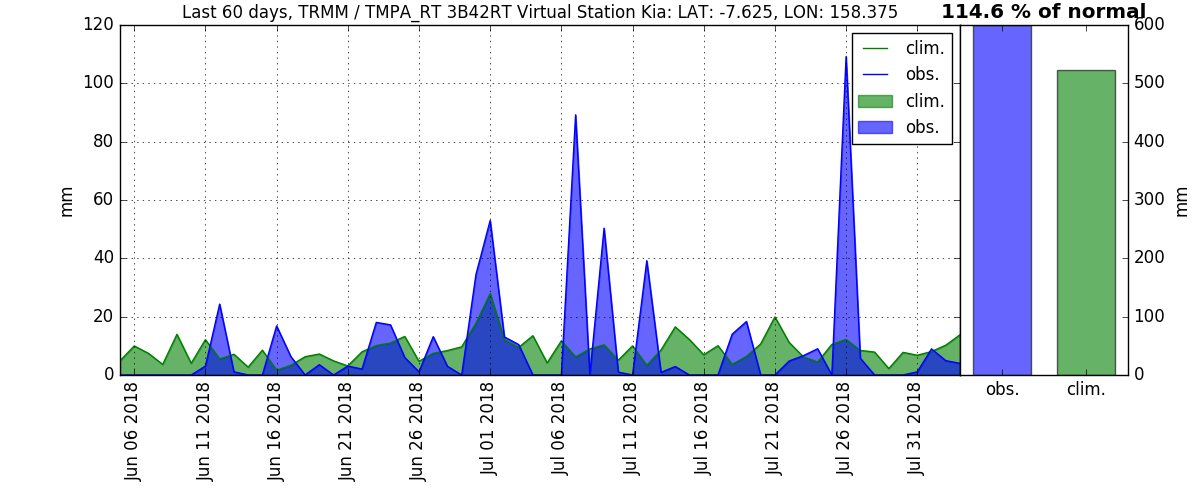 Last 60 days, TRMM / TMPA_RT 3B42RT Virtual Station Kia: LAT: -7.625, LON: 158.375
114.6 % of normal
120
100
80
60
40
20
0
mm
clim.
obs.
clim.
obs.
600
500
400
300
200
100
0
mm
Jun 06 2018
Jun 11 2018
Jun 16 2018
Jun 21 2018
Jun 26 2018
Jul 01 2018
Jul 06 2018
Jul 11 2018
Jul 16 2018
Jul 21 2018
Jul 26 2018
Jul 31 2018
obs.
clim.